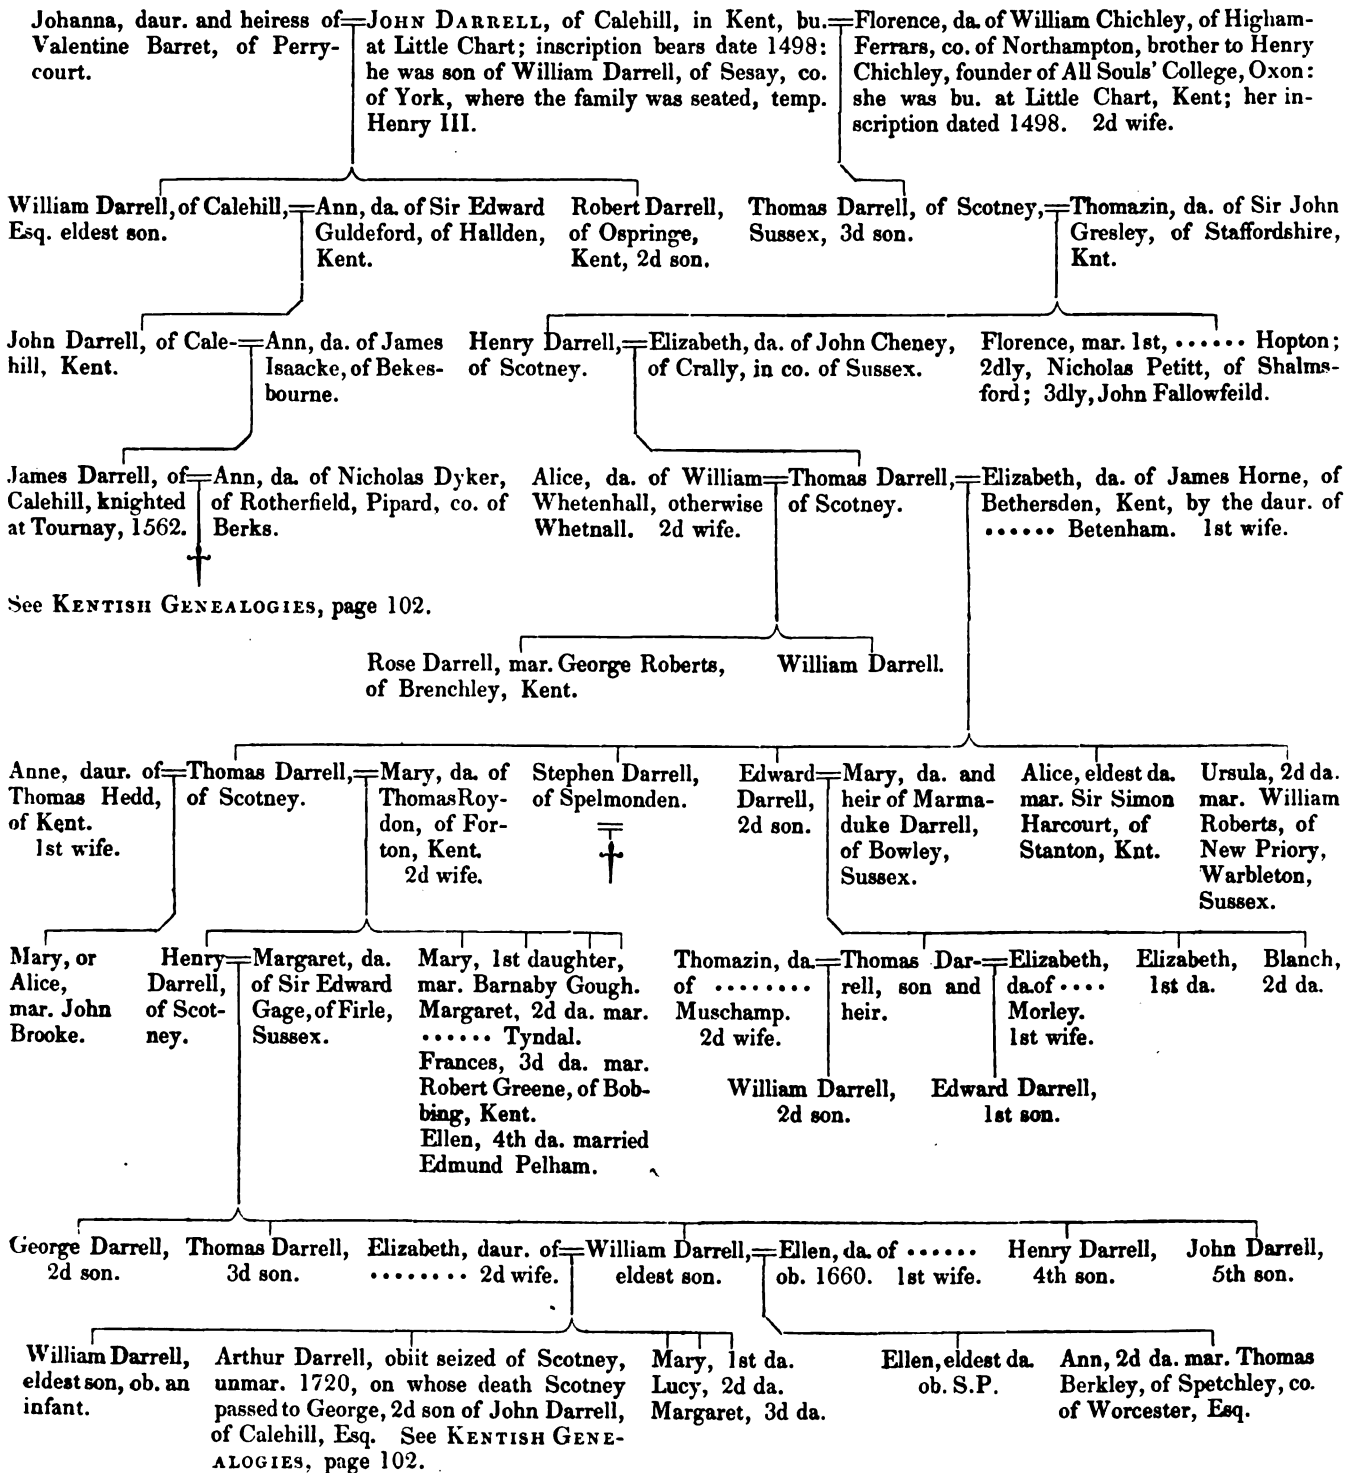 Johanna, daur. and heiress of
Valentine Barret, of Perry-
court.
JOHN DARRELL, of Calehill, in Kent, bu.
at Little Chart; inscription bears date 1498:
he was son of William Darrell, of Sesay, co.
of York, where the family was seated, temp.
Henry III.
Florence, da. of William Chichley, of Higham-
Ferrars, co. of Northampton, brother to Henry
Chichley, founder of All Souls' College, Oxon:
she was bu. at Little Chart, Kent; her in-
scription dated 1498. 2d wife.
William Darrell, of Calehill,
Esq. eldest son.
Ann, da. of Sir Edward
Guldeford, of Hallden,
Kent.
Robert Darrell,
of Ospringe,
Kent, 2d son.
Thomas Darrell, of Scotney,
Sussex, 3d son.
Thomazin, da. of Sir John
Gresley, of Staffordshire,
Knt.
John Darrell, of Cale-
hill, Kent.
Ann, da. of James
Isaacke, of Bekes-
bourne.
Henry Darrell,
of Scotney.
Elizabeth, da. of John Cheney,
of Crally, in co. of Sussex.
Florence, mar. 1st, ...... Hopton;
2dly, Nicholas Petitt, of Shalms-
ford; 3dly, John Fallowfeild.
James Darrell, of
Calehill, knighted
at Tournay, 1562.
Ann, da. of Nicholas Dyker,
of Rotherfield, Pipard, co. of
Berks.
Alice, da. of William
Whetenhall, otherwise
Whetnall. 2d wife.
Thomas Darrell,
of Scotney.
Elizabeth, da. of James Horne, of
Bethersden, Kent, by the daur. of
...... Betenham. 1st wife.
See KENTISH GENEALOGIES, page 102.
Rose Darrell, mar. George Roberts,
of Brenchley, Kent.
William Darrell.
Anne, daur. of
Thomas Hedd,
of Kent.
1st wife.
Thomas Darrell,
of Scotney.
Mary, da. of
Thomas Roy-
don, of For-
ton, Kent.
2d wife.
Stephen Darrell,
of Spelmonden.
Edward
Darrell,
2d son.
Mary, da. and
heir of Marma-
duke Darrell,
of Bowley,
Sussex.
Alice, eldest da.
mar. Sir Simon
Harcourt, of
Stanton, Knt.
Ursula, 2d da.
mar. William
Roberts, of
New Priory,
Warbleton,
Sussex.
Mary, or
Alice,
mar. John
Brooke.
Henry
Darrell,
of Scot-
ney.
Margaret, da.
of Sir Edward
Gage, of Firle,
Sussex.
Mary, 1st daughter,
mar. Barnaby Gough.
Margaret, 2d da. mar.
...... Tyndal.
Frances, 3d da. mar.
Robert Greene, of Bob-
bing, Kent.
Ellen, 4th da. married
Edmund Pelham.
Thomazin, da.
of ........
Muschamp.
2d wife.
Thomas Dar-
rell, son and
heir.
Elizabeth,
da. of ....
Morley.
1st wife.
Elizabeth,
1st da.
Blanch,
2d da.
William Darrell,
2d son.
Edward Darrell,
1st son.
George Darrell,
2d son.
Thomas Darrell,
3d son.
Elizabeth, daur. of
........ 2d wife.
William Darrell,
eldest son.
Ellen, da. of ......
ob. 1660. 1st wife.
Henry Darrell,
4th son.
John Darrell,
5th son.
William Darrell,
eldest son, ob. an
infant.
Arthur Darrell, obiit seized of Scotney,
unmar. 1720, on whose death Scotney
passed to George, 2d son of John Darrell,
of Calehill, Esq. See KENTISH GENE-
ALOGIES, page 102.
Mary, 1st da.
Lucy, 2d da.
Margaret, 3d da.
Ellen, eldest da.
ob. S.P.
Ann, 2d da. mar. Thomas
Berkley, of Spetchley, co.
of Worcester, Esq.